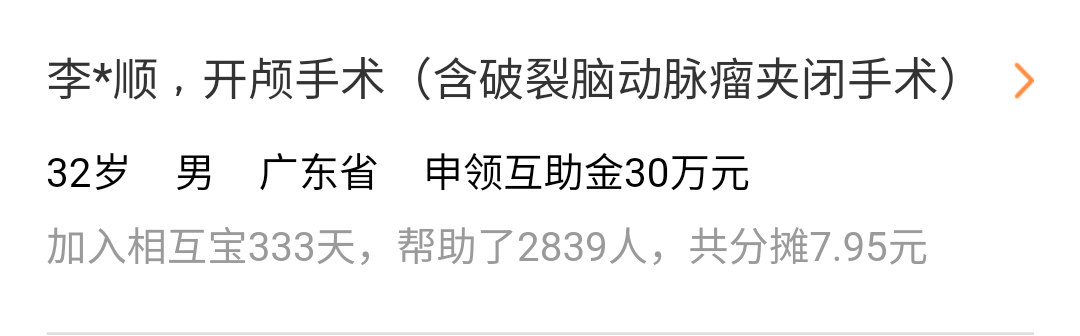 李*顺，开颅手术（含破裂脑动脉瘤夹闭手术）
32岁 男 广东省 申领互助金30万元
加入相互宝333天，帮助了2839人，共分摊7.95元